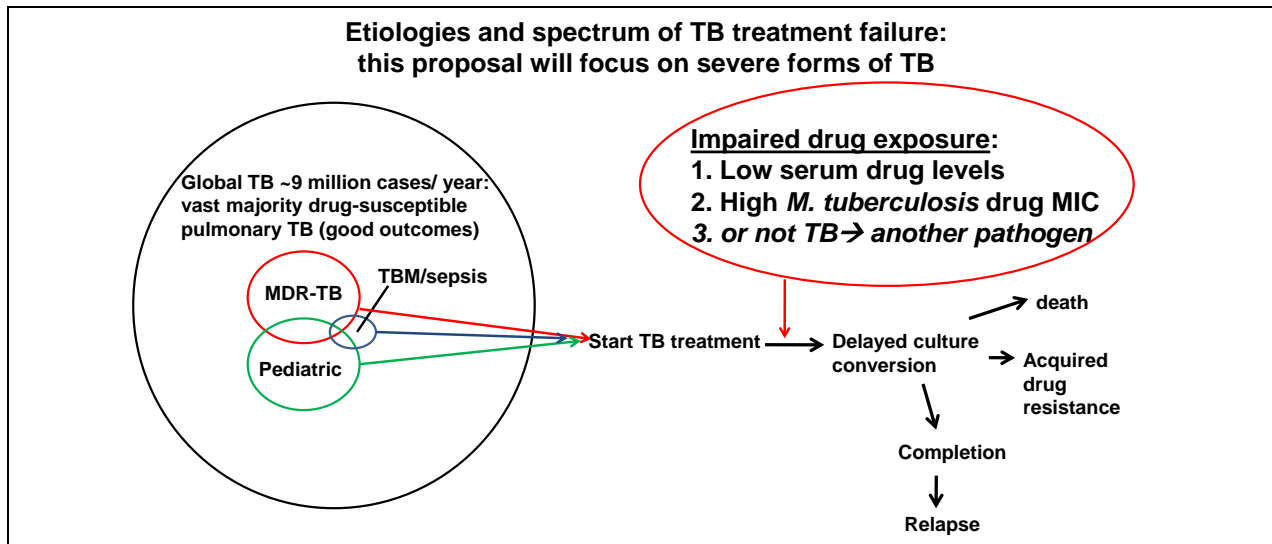 Etiologies and spectrum of TB treatment failure:
this proposal will focus on severe forms of TB
Impaired drug exposure:
1. Low serum drug levels
2. High M. tuberculosis drug MIC
3. or not TB→ another pathogen
Global TB ~9 million cases/ year:
vast majority drug-susceptible
pulmonary TB (good outcomes)
TBM/sepsis
MDR-TB
Pediatric
Start TB treatment
Delayed culture
conversion
death
Acquired
drug
resistance
Completion
Relapse